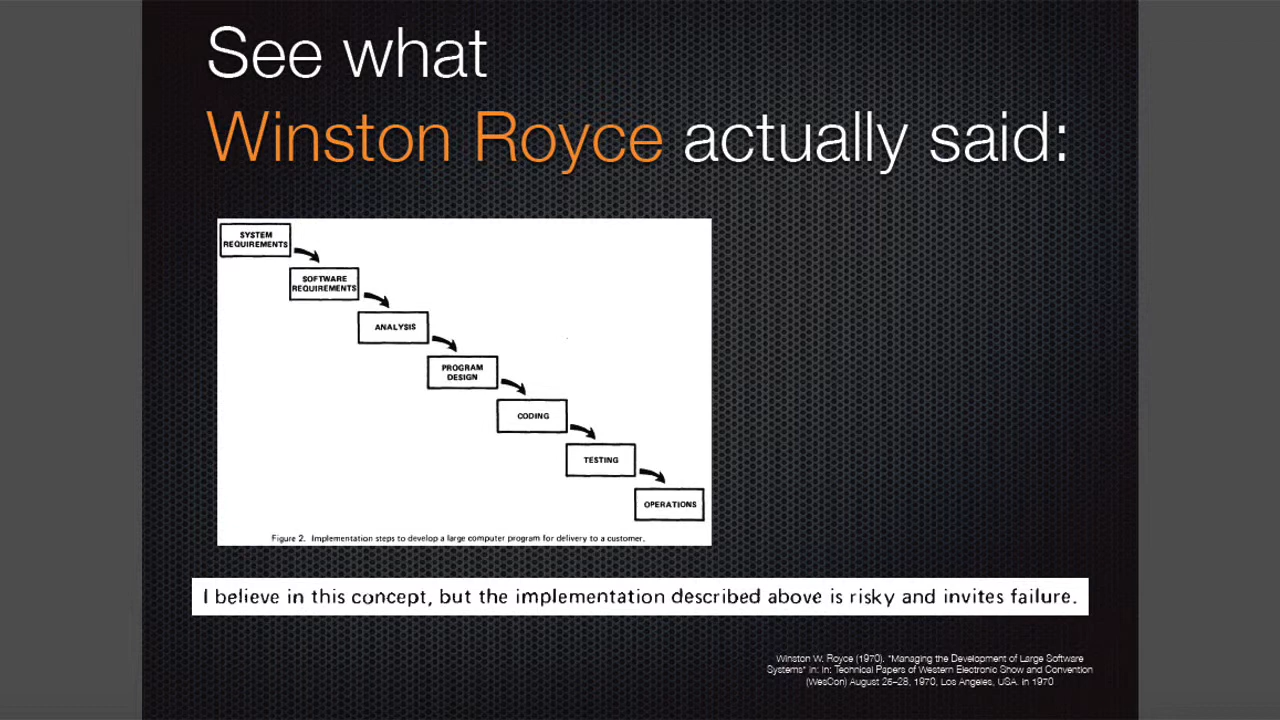 See what
Winston Royce actually said:
SYSTEM
REQUIREMENTS
SOFTWARE
REQUIREMENTS
ANALYSIS
PROGRAM
DESIGN
CODING
TESTING
OPERATIONS
Figure 2. Implementation steps to develop a large computer program for delivery to a customer.
I believe in this concept, but the implementation described above is risky and invites failure.
Winston W. Royce (1970). "Managing the Development of Large Software
Systems" in: In: Technical Papers of Western Electronic Show and Convention
(WesCon) August 25–28, 1970, Los Angeles, USA. in 1970